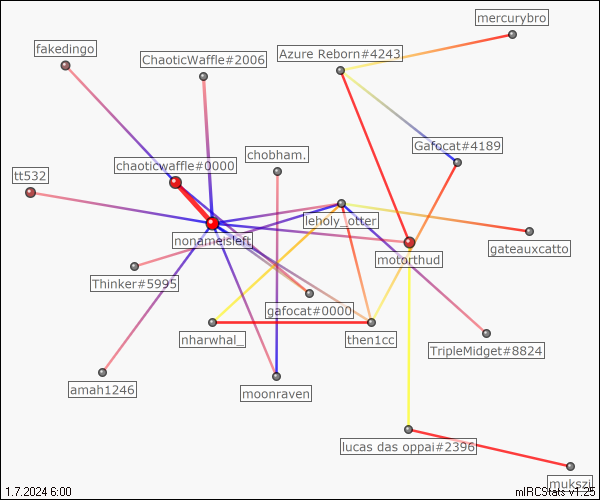 mercurybro
fakedingo
ChaoticWaffle#2006
Azure Reborn#4243
Gafocat#4189
chobham.
chaoticwaffle#0000
tt532
leholy_otter
nonameisleft
motorthud
gateauxcatto
Thinker#5995
gafocat#0000
nharwhal_
then1cc
TripleMidget#8824
amah1246
moonraven
lucas das oppai#2396
mukszi
1.7.2024 6:00
mIRCStats v1.25